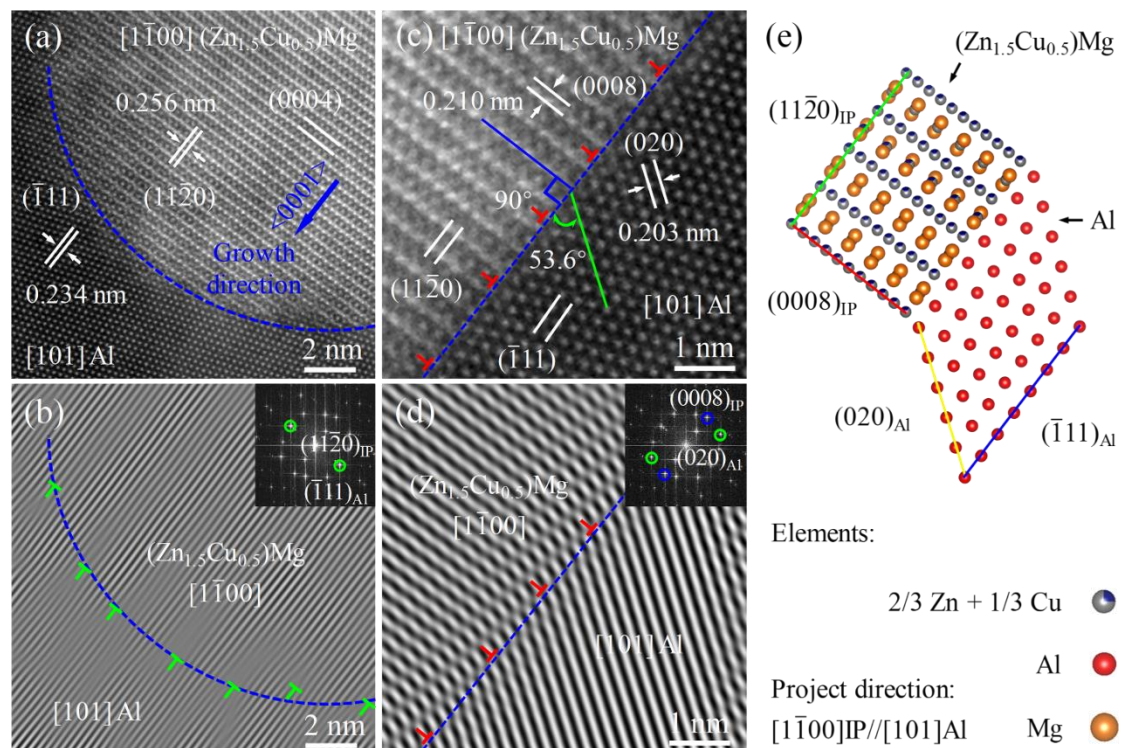 (a)
[11̅00] (Zn1.5Cu0.5)Mg
0.256 nm
(0004)
(1̅11)
(112̅0)
<0001>
Growth
direction
0.234 nm
[101] Al
2 nm
(b)
(112̅0)IP
(1̅11)Al
(Zn1.5Cu0.5)Mg
[11̅00]
[101] Al
2 nm
(c)
[11̅00] (Zn1.5Cu0.5)Mg
0.210 nm
(0008)
(020)
90°
0.203 nm
53.6°
(112̅0)
[101] Al
(1̅11)
1 nm
(d)
(0008)IP
(020)Al
(Zn1.5Cu0.5)Mg
[11̅00]
[101] Al
1 nm
(e)
(Zn1.5Cu0.5)Mg
(112̅0)IP
Al
(0008)IP
(020)Al
(1̅11)Al
Elements:
2/3 Zn + 1/3 Cu
Al
Project direction:
[11̅00]IP//[101]Al
Mg